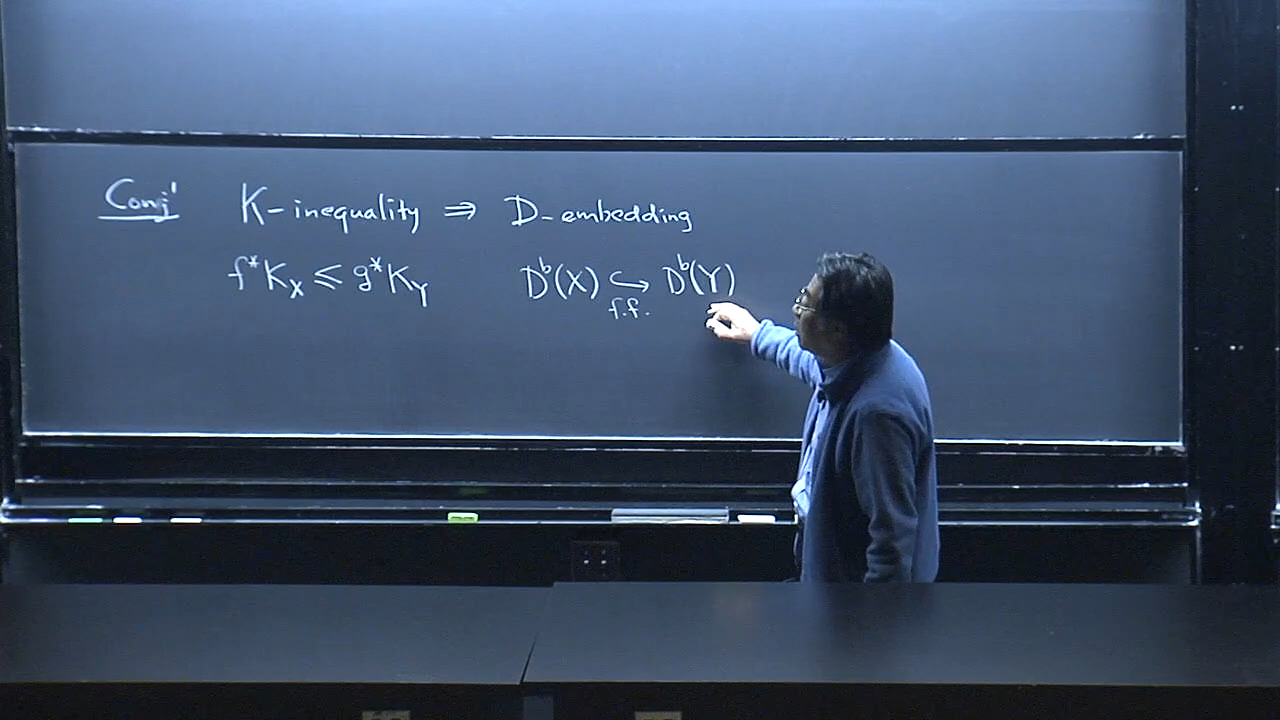 Conj' K-inequality ⇒ D-embedding
f*K_X ≤ g*K_Y D^b(X) ↪ D^b(Y)
f.f.